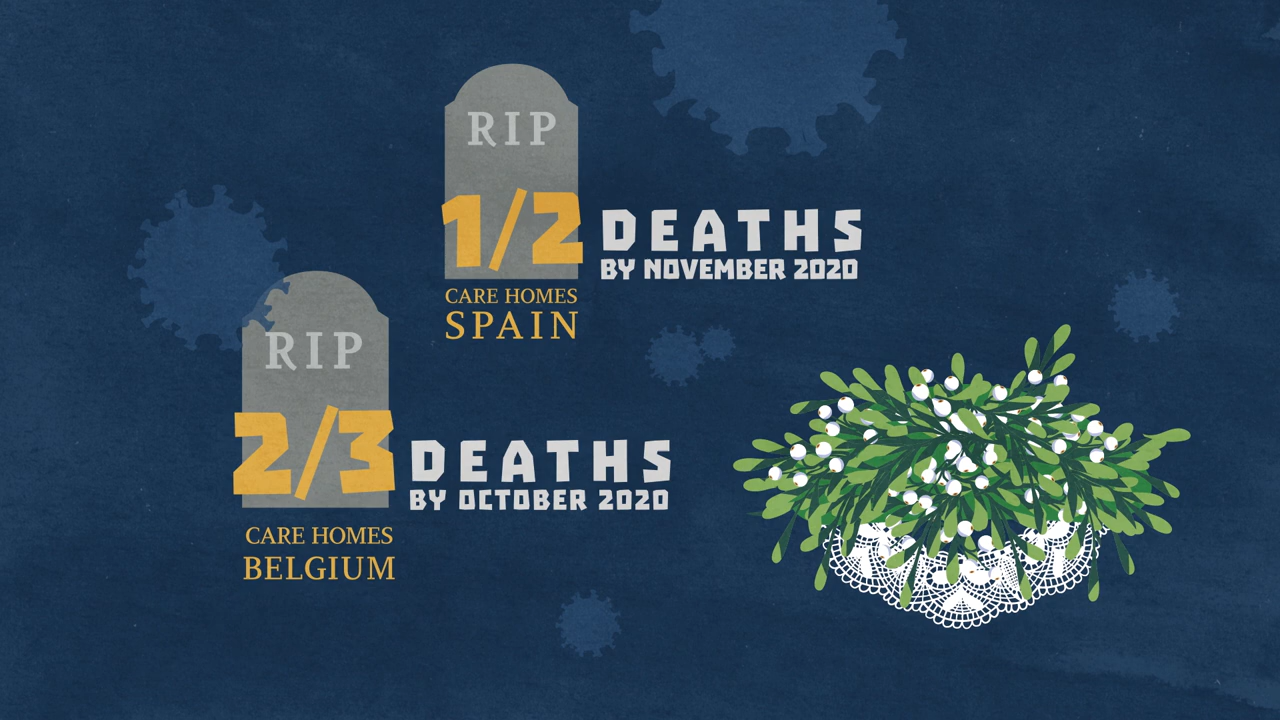 RIP
1/2
DEATHS
BY NOVEMBER 2020
CARE HOMES
SPAIN
RIP
2/3
DEATHS
BY OCTOBER 2020
CARE HOMES
BELGIUM